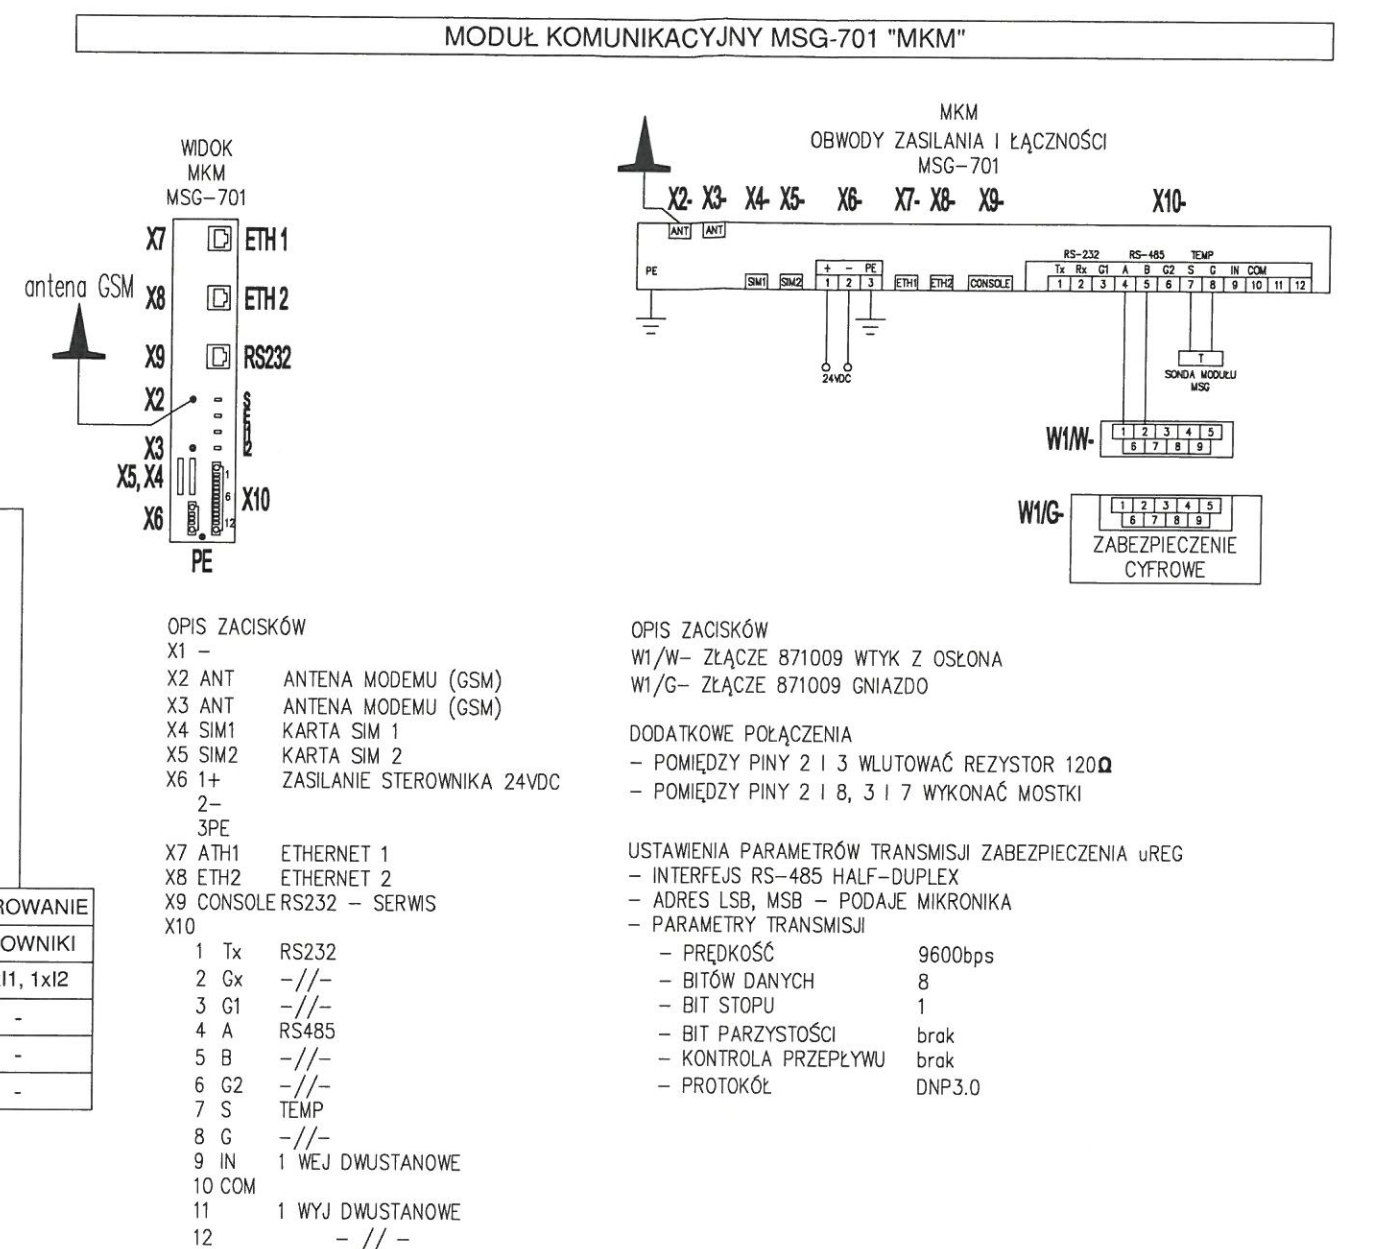 MODUŁ KOMUNIKACYJNY MSG-701 "MKM"
WIDOK
MKM
MSG-701
X7 ETH 1
antena GSM
X8 ETH 2
X9 RS232
X2
X3
X5, X4
1
6
12
X10
X6
PE
MKM
OBWODY ZASILANIA I ŁĄCZNOŚCI
MSG-701
X2- X3- X4- X5- X6- X7- X8- X9- X10-
ANT ANT
RS-232 RS-485 TEMP
PE
+ - PE
Tx Rx G1 A B G2 S G IN COM
SIM1 SIM2 1 2 3 ETH1 ETH2 CONSOLE 1 2 3 4 5 6 7 8 9 10 11 12
24VDC
T
SONDA MODUŁU
MSG
W1/W- 1 2 3 4 5
6 7 8 9
W1/G- 1 2 3 4 5
6 7 8 9
ZABEZPIECZENIE
CYFROWE
OPIS ZACISKÓW
X1 -
X2 ANT ANTENA MODEMU (GSM)
X3 ANT ANTENA MODEMU (GSM)
X4 SIM1 KARTA SIM 1
X5 SIM2 KARTA SIM 2
X6 1+ ZASILANIE STEROWNIKA 24VDC
2-
3PE
X7 ATH1 ETHERNET 1
X8 ETH2 ETHERNET 2
X9 CONSOLE RS232 - SERWIS
X10
1 Tx RS232
2 Gx -//-
3 G1 -//-
4 A RS485
5 B -//-
6 G2 -//-
7 S TEMP
8 G -//-
9 IN 1 WEJ DWUSTANOWE
10 COM
11 1 WYJ DWUSTANOWE
12 - // -
OPIS ZACISKÓW
W1/W- ZŁĄCZE 871009 WTYK Z OSŁONA
W1/G- ZŁĄCZE 871009 GNIAZDO
DODATKOWE POŁĄCZENIA
- POMIĘDZY PINY 2 I 3 WLUTOWAĆ REZYSTOR 120Ω
- POMIĘDZY PINY 2 I 8, 3 I 7 WYKONAĆ MOSTKI
USTAWIENIA PARAMETRÓW TRANSMISJI ZABEZPIECZENIA uREG
- INTERFEJS RS-485 HALF-DUPLEX
- ADRES LSB, MSB - PODAJE MIKRONIKA
- PARAMETRY TRANSMISJI
- PRĘDKOŚĆ 9600bps
- BITÓW DANYCH 8
- BIT STOPU 1
- BIT PARZYSTOŚCI brak
- KONTROLA PRZEPŁYWU brak
- PROTOKÓŁ DNP3.0
ROWANIE
OWNIKI
I1, 1xI2
-
-
-